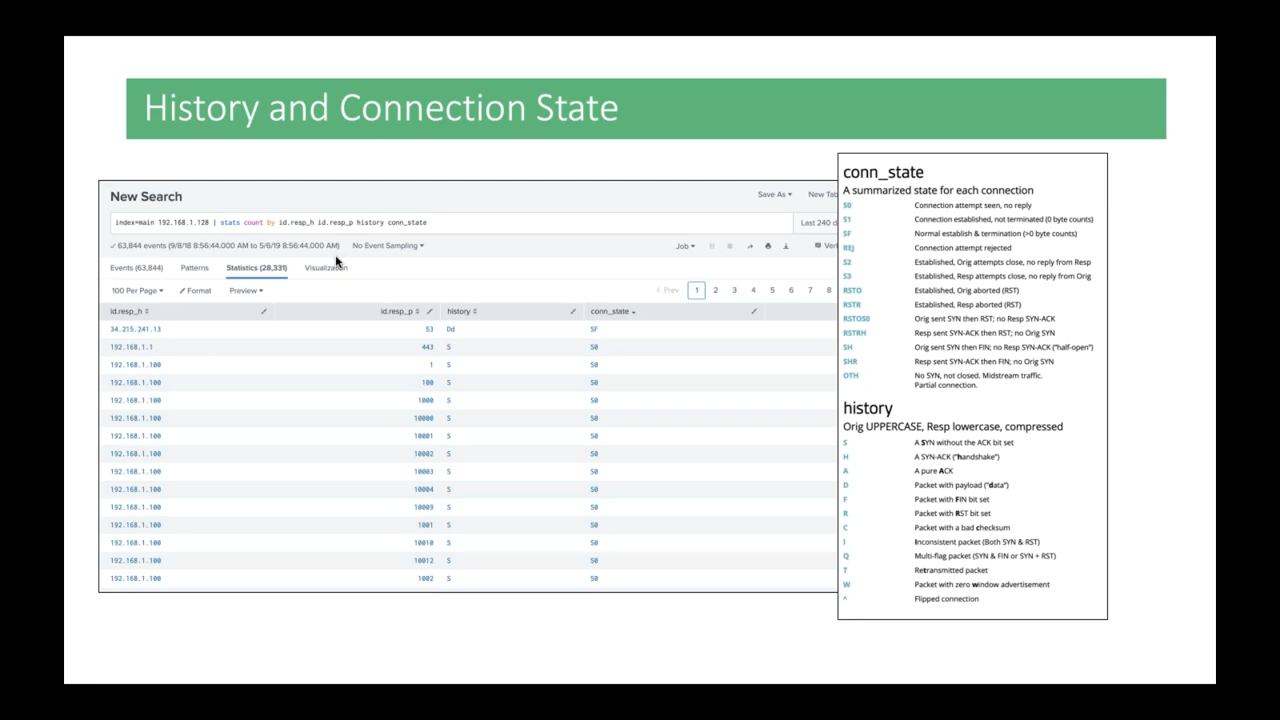 History and Connection State
New Search
Save As New Tab
index=main 192.168.1.128 | stats count by id.resp_h id.resp_p history conn_state
Last 240 d
✓ 63,844 events (9/8/18 8:56:44.000 AM to 5/6/19 8:56:44.000 AM) No Event Sampling
Job
Events (63,844) Patterns Statistics (28,331) Visualization
100 Per Page Format Preview
< Prev 1 2 3 4 5 6 7 8
id.resp_h id.resp_p history conn_state
34.215.241.13 53 Dd SF
192.168.1.1 443 S S0
192.168.1.100 1 S S0
192.168.1.100 100 S S0
192.168.1.100 1000 S S0
192.168.1.100 10000 S S0
192.168.1.100 10001 S S0
192.168.1.100 10002 S S0
192.168.1.100 10003 S S0
192.168.1.100 10004 S S0
192.168.1.100 10009 S S0
192.168.1.100 1001 S S0
192.168.1.100 10010 S S0
192.168.1.100 10012 S S0
192.168.1.100 1002 S S0
conn_state
A summarized state for each connection
S0 Connection attempt seen, no reply
S1 Connection established, not terminated (0 byte counts)
SF Normal establish & termination (>0 byte counts)
REJ Connection attempt rejected
S2 Established, Orig attempts close, no reply from Resp
S3 Established, Resp attempts close, no reply from Orig
RSTO Established, Orig aborted (RST)
RSTR Established, Resp aborted (RST)
RSTOS0 Orig sent SYN then RST; no Resp SYN-ACK
RSTRH Resp sent SYN-ACK then RST; no Orig SYN
SH Orig sent SYN then FIN; no Resp SYN-ACK ("half-open")
SHR Resp sent SYN-ACK then FIN; no Orig SYN
OTH No SYN, not closed. Midstream traffic.
Partial connection.
history
Orig UPPERCASE, Resp lowercase, compressed
S A SYN without the ACK bit set
H A SYN-ACK ("handshake")
A A pure ACK
D Packet with payload ("data")
F Packet with FIN bit set
R Packet with RST bit set
C Packet with a bad checksum
I Inconsistent packet (Both SYN & RST)
Q Multi-flag packet (SYN & FIN or SYN + RST)
T Retransmitted packet
W Packet with zero window advertisement
^ Flipped connection